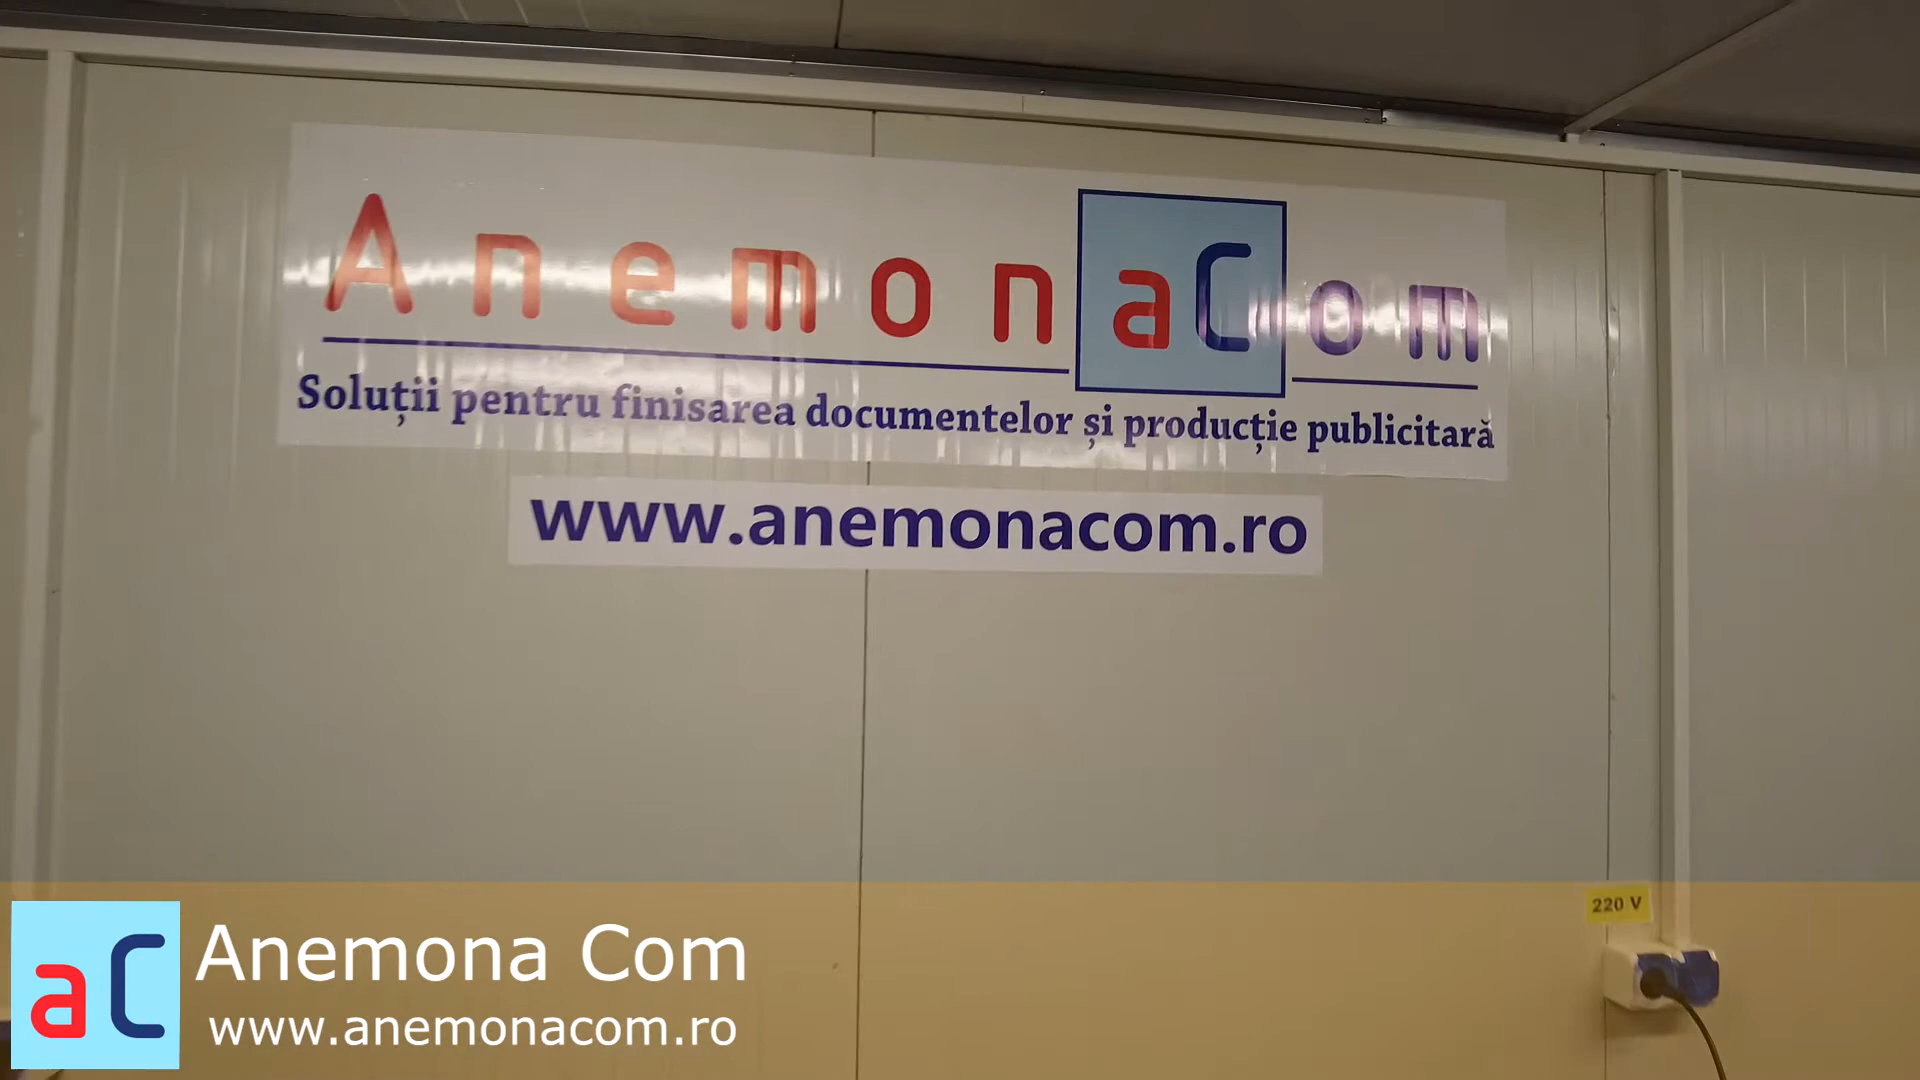 AnemonaCom
Soluții pentru finisarea documentelor și producție publicitară
www.anemonacom.ro
220 V
aC
Anemona Com
www.anemonacom.ro